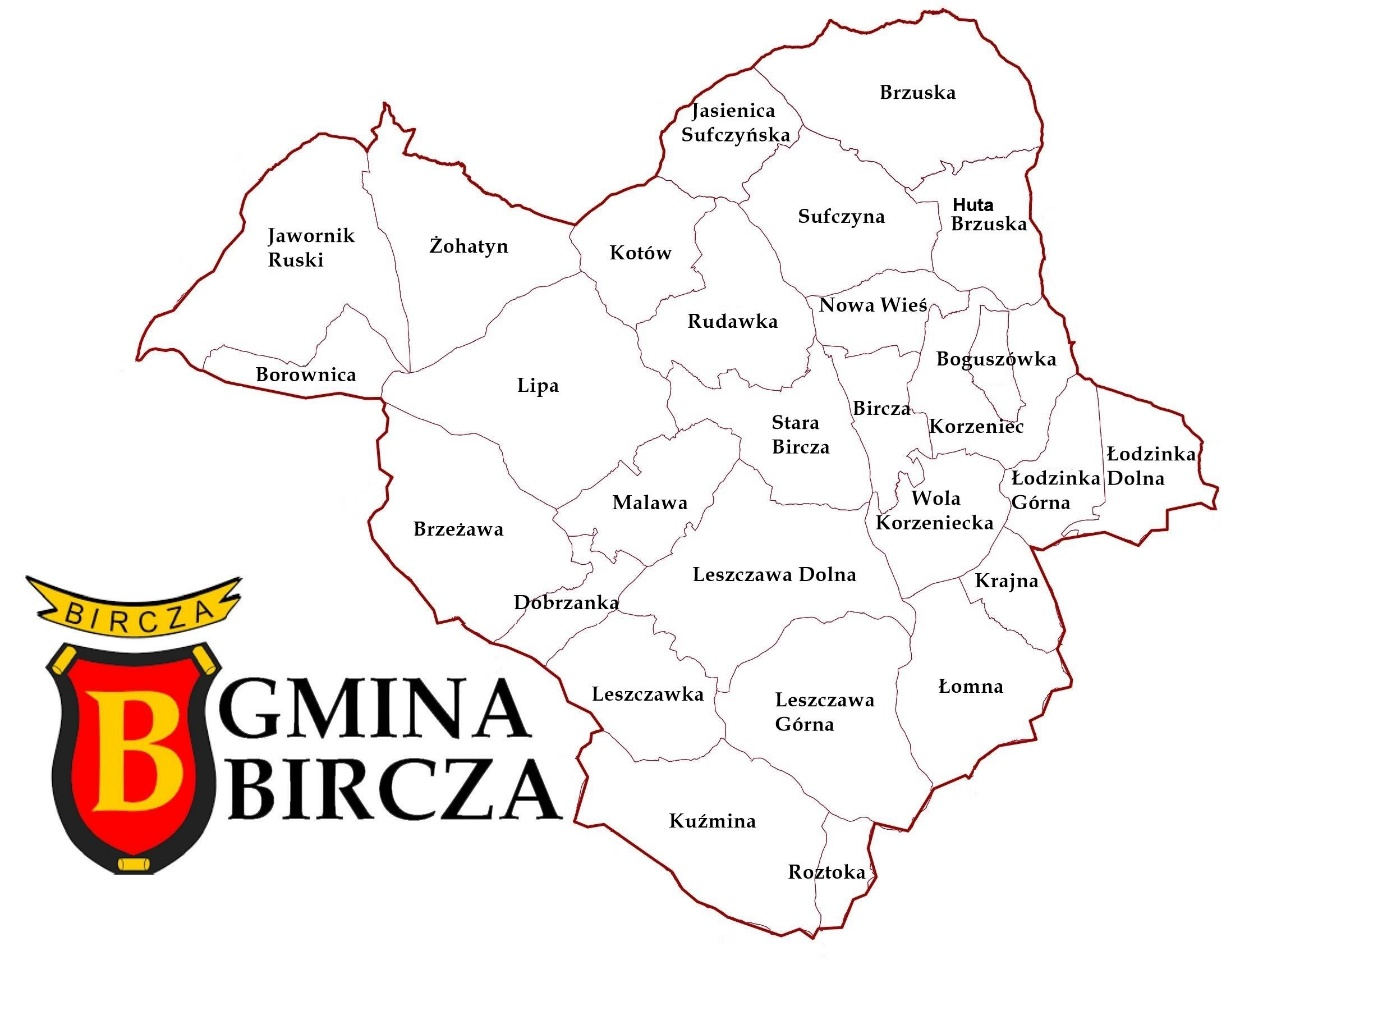 Brzuska
Jasienica
Sufczyńska
Huta
Brzuska
Sufczyna
Jawornik
Ruski
Żohatyn
Kotów
Nowa Wieś
Rudawka
Boguszówka
Borownica
Lipa
Bircza
Stara
Bircza
Korzeniec
Łodzinka
Dolna
Łodzinka
Górna
Malawa
Wola
Korzeniecka
Brzeżawa
Leszczawa Dolna
Krajna
Dobrzanka
Leszczawka
Leszczawa
Górna
Łomna
Kuźmina
Roztoka
BIRCZA
B
GMINA
BIRCZA